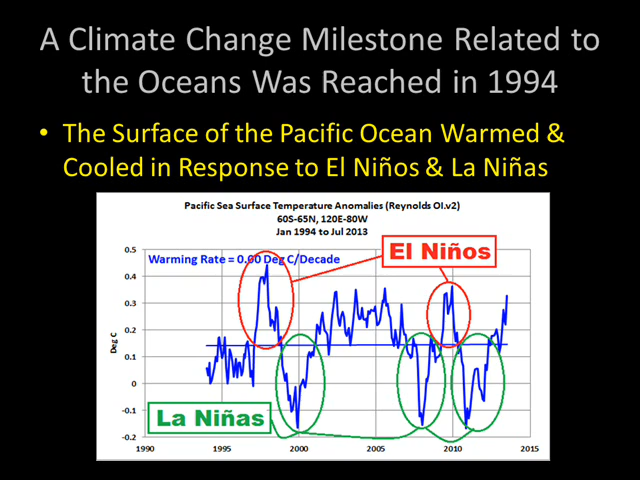 A Climate Change Milestone Related to
the Oceans Was Reached in 1994
• The Surface of the Pacific Ocean Warmed &
Cooled in Response to El Niños & La Niñas
Pacific Sea Surface Temperature Anomalies (Reynolds OI.v2)
60S-65N, 120E-80W
Jan 1994 to Jul 2013
Warming Rate = 0.00 Deg C/Decade
El Niños
La Niñas
Deg C
0.5
0.4
0.3
0.2
0.1
0
-0.1
-0.2
1990 1995 2000 2005 2010 2015